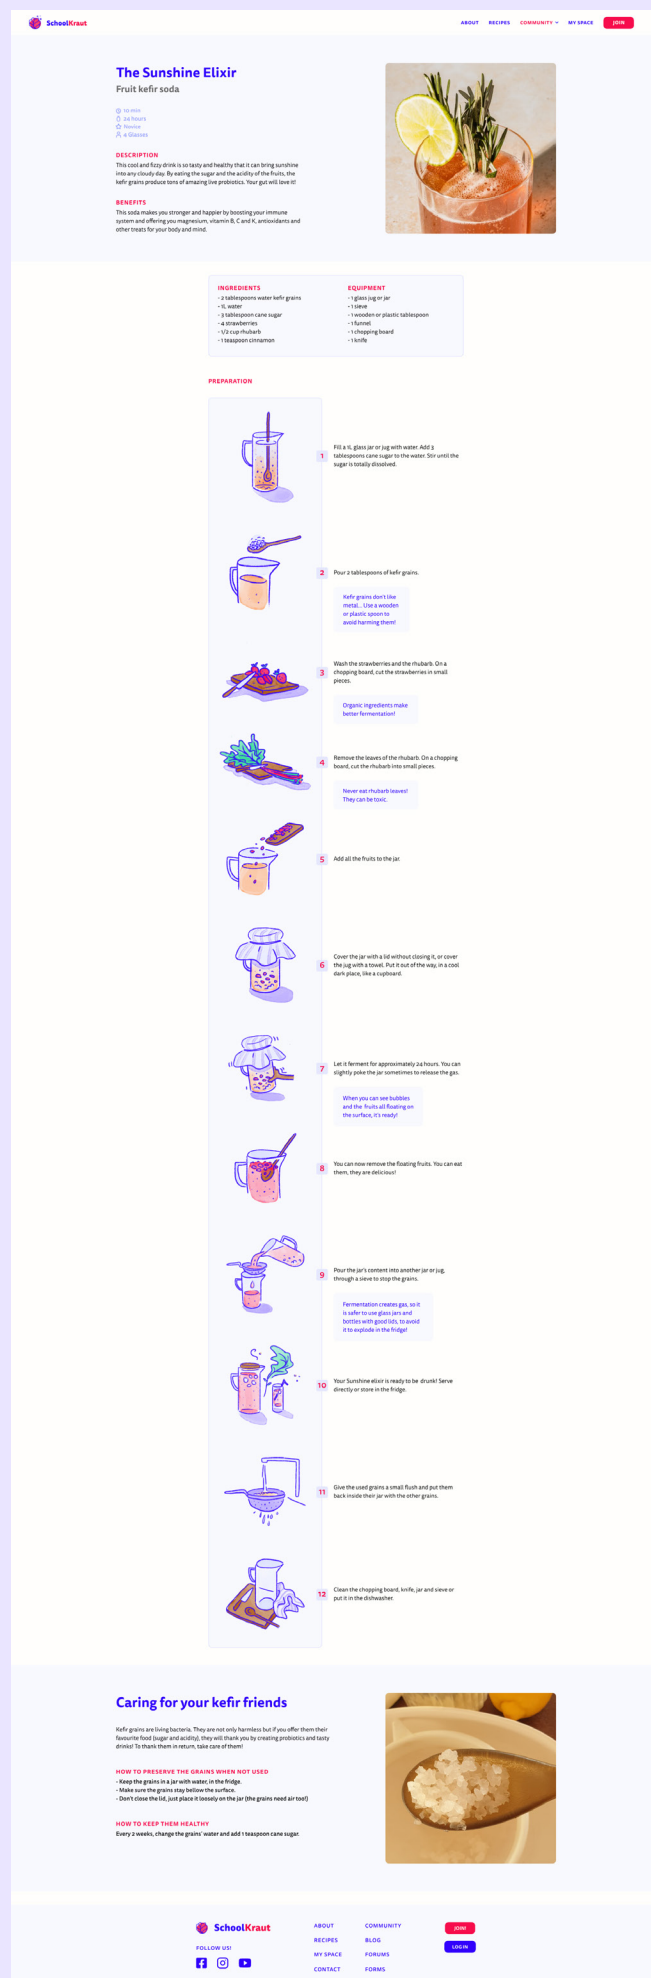 SchoolKraut
ABOUT
RECIPES
COMMUNITY
MY SPACE
JOIN
The Sunshine Elixir
Fruit kefir soda
10 min
24 hours
Novice
4 Glasses
DESCRIPTION
This cool and fizzy drink is so tasty and healthy that it can bring sunshine
into any cloudy day. By eating the sugar and the acidity of the fruits, the
kefir grains produce tons of amazing live probiotics. Your gut will love it!
BENEFITS
This soda makes you stronger and happier by boosting your immune
system and offering you magnesium, vitamin B, C and K, antioxidants and
other treats for your body and mind.
INGREDIENTS
- 2 tablespoons water kefir grains
- 1L water
- 3 tablespoon cane sugar
- 4 strawberries
- 1/2 cup rhubarb
- 1 teaspoon cinnamon
EQUIPMENT
- 1 glass jug or jar
- 1 sieve
- 1 wooden or plastic tablespoon
- 1 funnel
- 1 chopping board
- 1 knife
PREPARATION
1
Fill a 1L glass jar or jug with water. Add 3
tablespoons cane sugar to the water. Stir until the
sugar is totally dissolved.
2
Pour 2 tablespoons of kefir grains.
Kefir grains don't like
metal... Use a wooden
or plastic spoon to
avoid harming them!
3
Wash the strawberries and the rhubarb. On a
chopping board, cut the strawberries in small
pieces.
Organic ingredients make
better fermentation!
4
Remove the leaves of the rhubarb. On a chopping
board, cut the rhubarb into small pieces.
Never eat rhubarb leaves!
They can be toxic.
5
Add all the fruits to the jar.
6
Cover the jar with a lid without closing it, or cover
the jug with a towel. Put it out of the way, in a cool
dark place, like a cupboard.
7
Let it ferment for approximately 24 hours. You can
slightly poke the jar sometimes to release the gas.
When you can see bubbles
and the fruits all floating on
the surface, it's ready!
8
You can now remove the floating fruits. You can eat
them, they are delicious!
9
Pour the jar's content into another jar or jug,
through a sieve to stop the grains.
Fermentation creates gas, so it
is safer to use glass jars and
bottles with good lids, to avoid
it to explode in the fridge!
10
Your Sunshine elixir is ready to be drunk! Serve
directly or store in the fridge.
11
Give the used grains a small flush and put them
back inside their jar with the other grains.
12
Clean the chopping board, knife, jar and sieve or
put it in the dishwasher.
Caring for your kefir friends
Kefir grains are living bacteria. They are not only harmless but if you offer them their
favourite food (sugar and acidity), they will thank you by creating probiotics and tasty
drinks! To thank them in return, take care of them!
HOW TO PRESERVE THE GRAINS WHEN NOT USED
- Keep the grains in a jar with water, in the fridge.
- Make sure the grains stay bellow the surface.
- Don't close the lid, just place it loosely on the jar (the grains need air too!)
HOW TO KEEP THEM HEALTHY
Every 2 weeks, change the grains' water and add 1 teaspoon cane sugar.
SchoolKraut
FOLLOW US!
ABOUT
RECIPES
MY SPACE
CONTACT
COMMUNITY
BLOG
FORUMS
FORMS
JOIN!
LOG IN